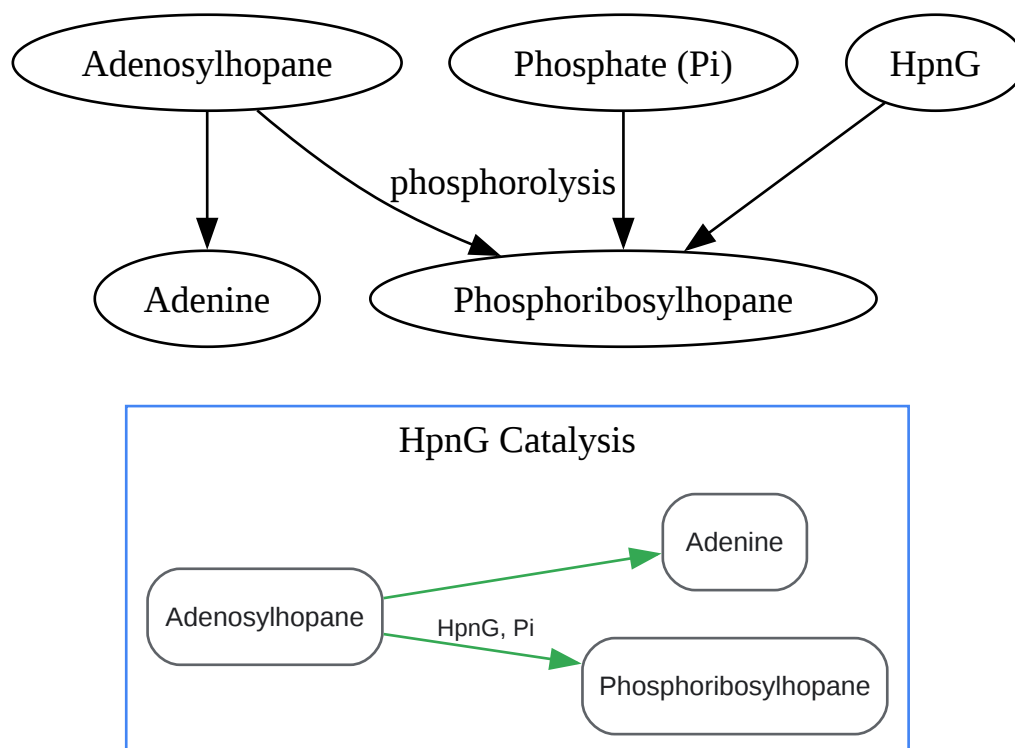 Adenosylhopane
Phosphate (Pi)
HpnG
phosphorolysis
Adenine
Phosphoribosylhopane
HpnG Catalysis
Adenine
Adenosylhopane
HpnG, Pi
Phosphoribosylhopane